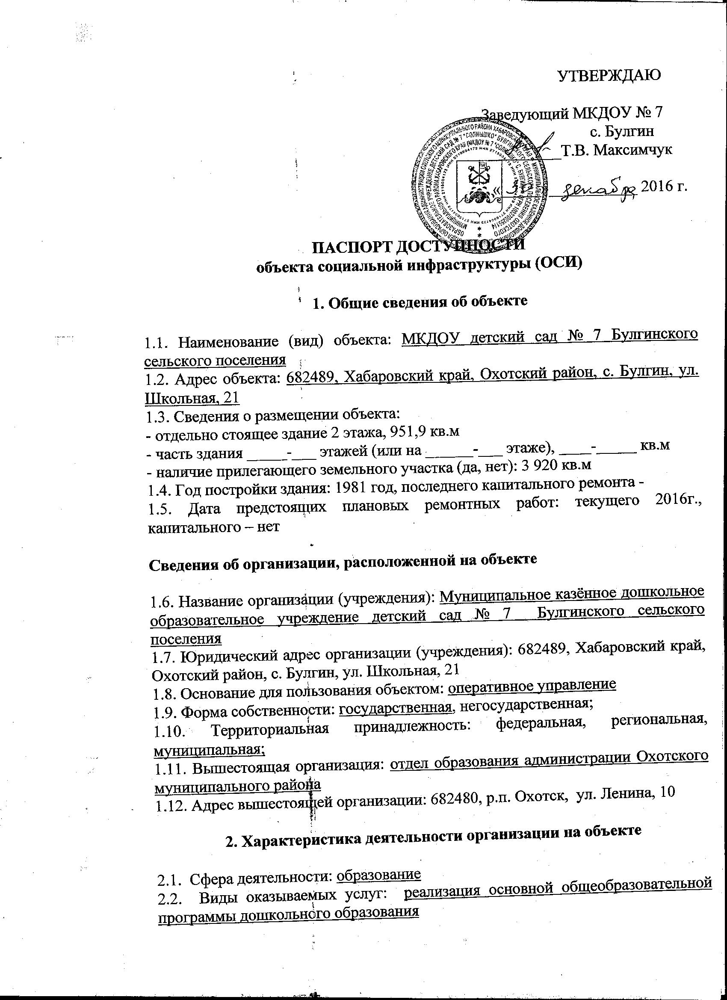 УТВЕРЖДАЮ
Заведующий МКДОУ № 7
с. Булгин
Т.В. Максимчук
«30» декабря 2016 г.
ПАСПОРТ ДОСТУПНОСТИ
объекта социальной инфраструктуры (ОСИ)
1. Общие сведения об объекте
1.1. Наименование (вид) объекта: МКДОУ детский сад № 7 Булгинского
сельского поселения
1.2. Адрес объекта: 682489, Хабаровский край, Охотский район, с. Булгин, ул.
Школьная, 21
1.3. Сведения о размещении объекта:
- отдельно стоящее здание 2 этажа, 951,9 кв.м
- часть здания _____-___ этажей (или на ______-___ этаже), ____-_____ кв.м
- наличие прилегающего земельного участка (да, нет): 3 920 кв.м
1.4. Год постройки здания: 1981 год, последнего капитального ремонта -
1.5. Дата предстоящих плановых ремонтных работ: текущего 2016г.,
капитального – нет
Сведения об организации, расположенной на объекте
1.6. Название организации (учреждения): Муниципальное казённое дошкольное
образовательное учреждение детский сад № 7 Булгинского сельского
поселения
1.7. Юридический адрес организации (учреждения): 682489, Хабаровский край,
Охотский район, с. Булгин, ул. Школьная, 21
1.8. Основание для пользования объектом: оперативное управление
1.9. Форма собственности: государственная, негосударственная;
1.10. Территориальная принадлежность: федеральная, региональная,
муниципальная;
1.11. Вышестоящая организация: отдел образования администрации Охотского
муниципального района
1.12. Адрес вышестоящей организации: 682480, р.п. Охотск, ул. Ленина, 10
2. Характеристика деятельности организации на объекте
2.1. Сфера деятельности: образование
2.2. Виды оказываемых услуг: реализация основной общеобразовательной
программы дошкольного образования